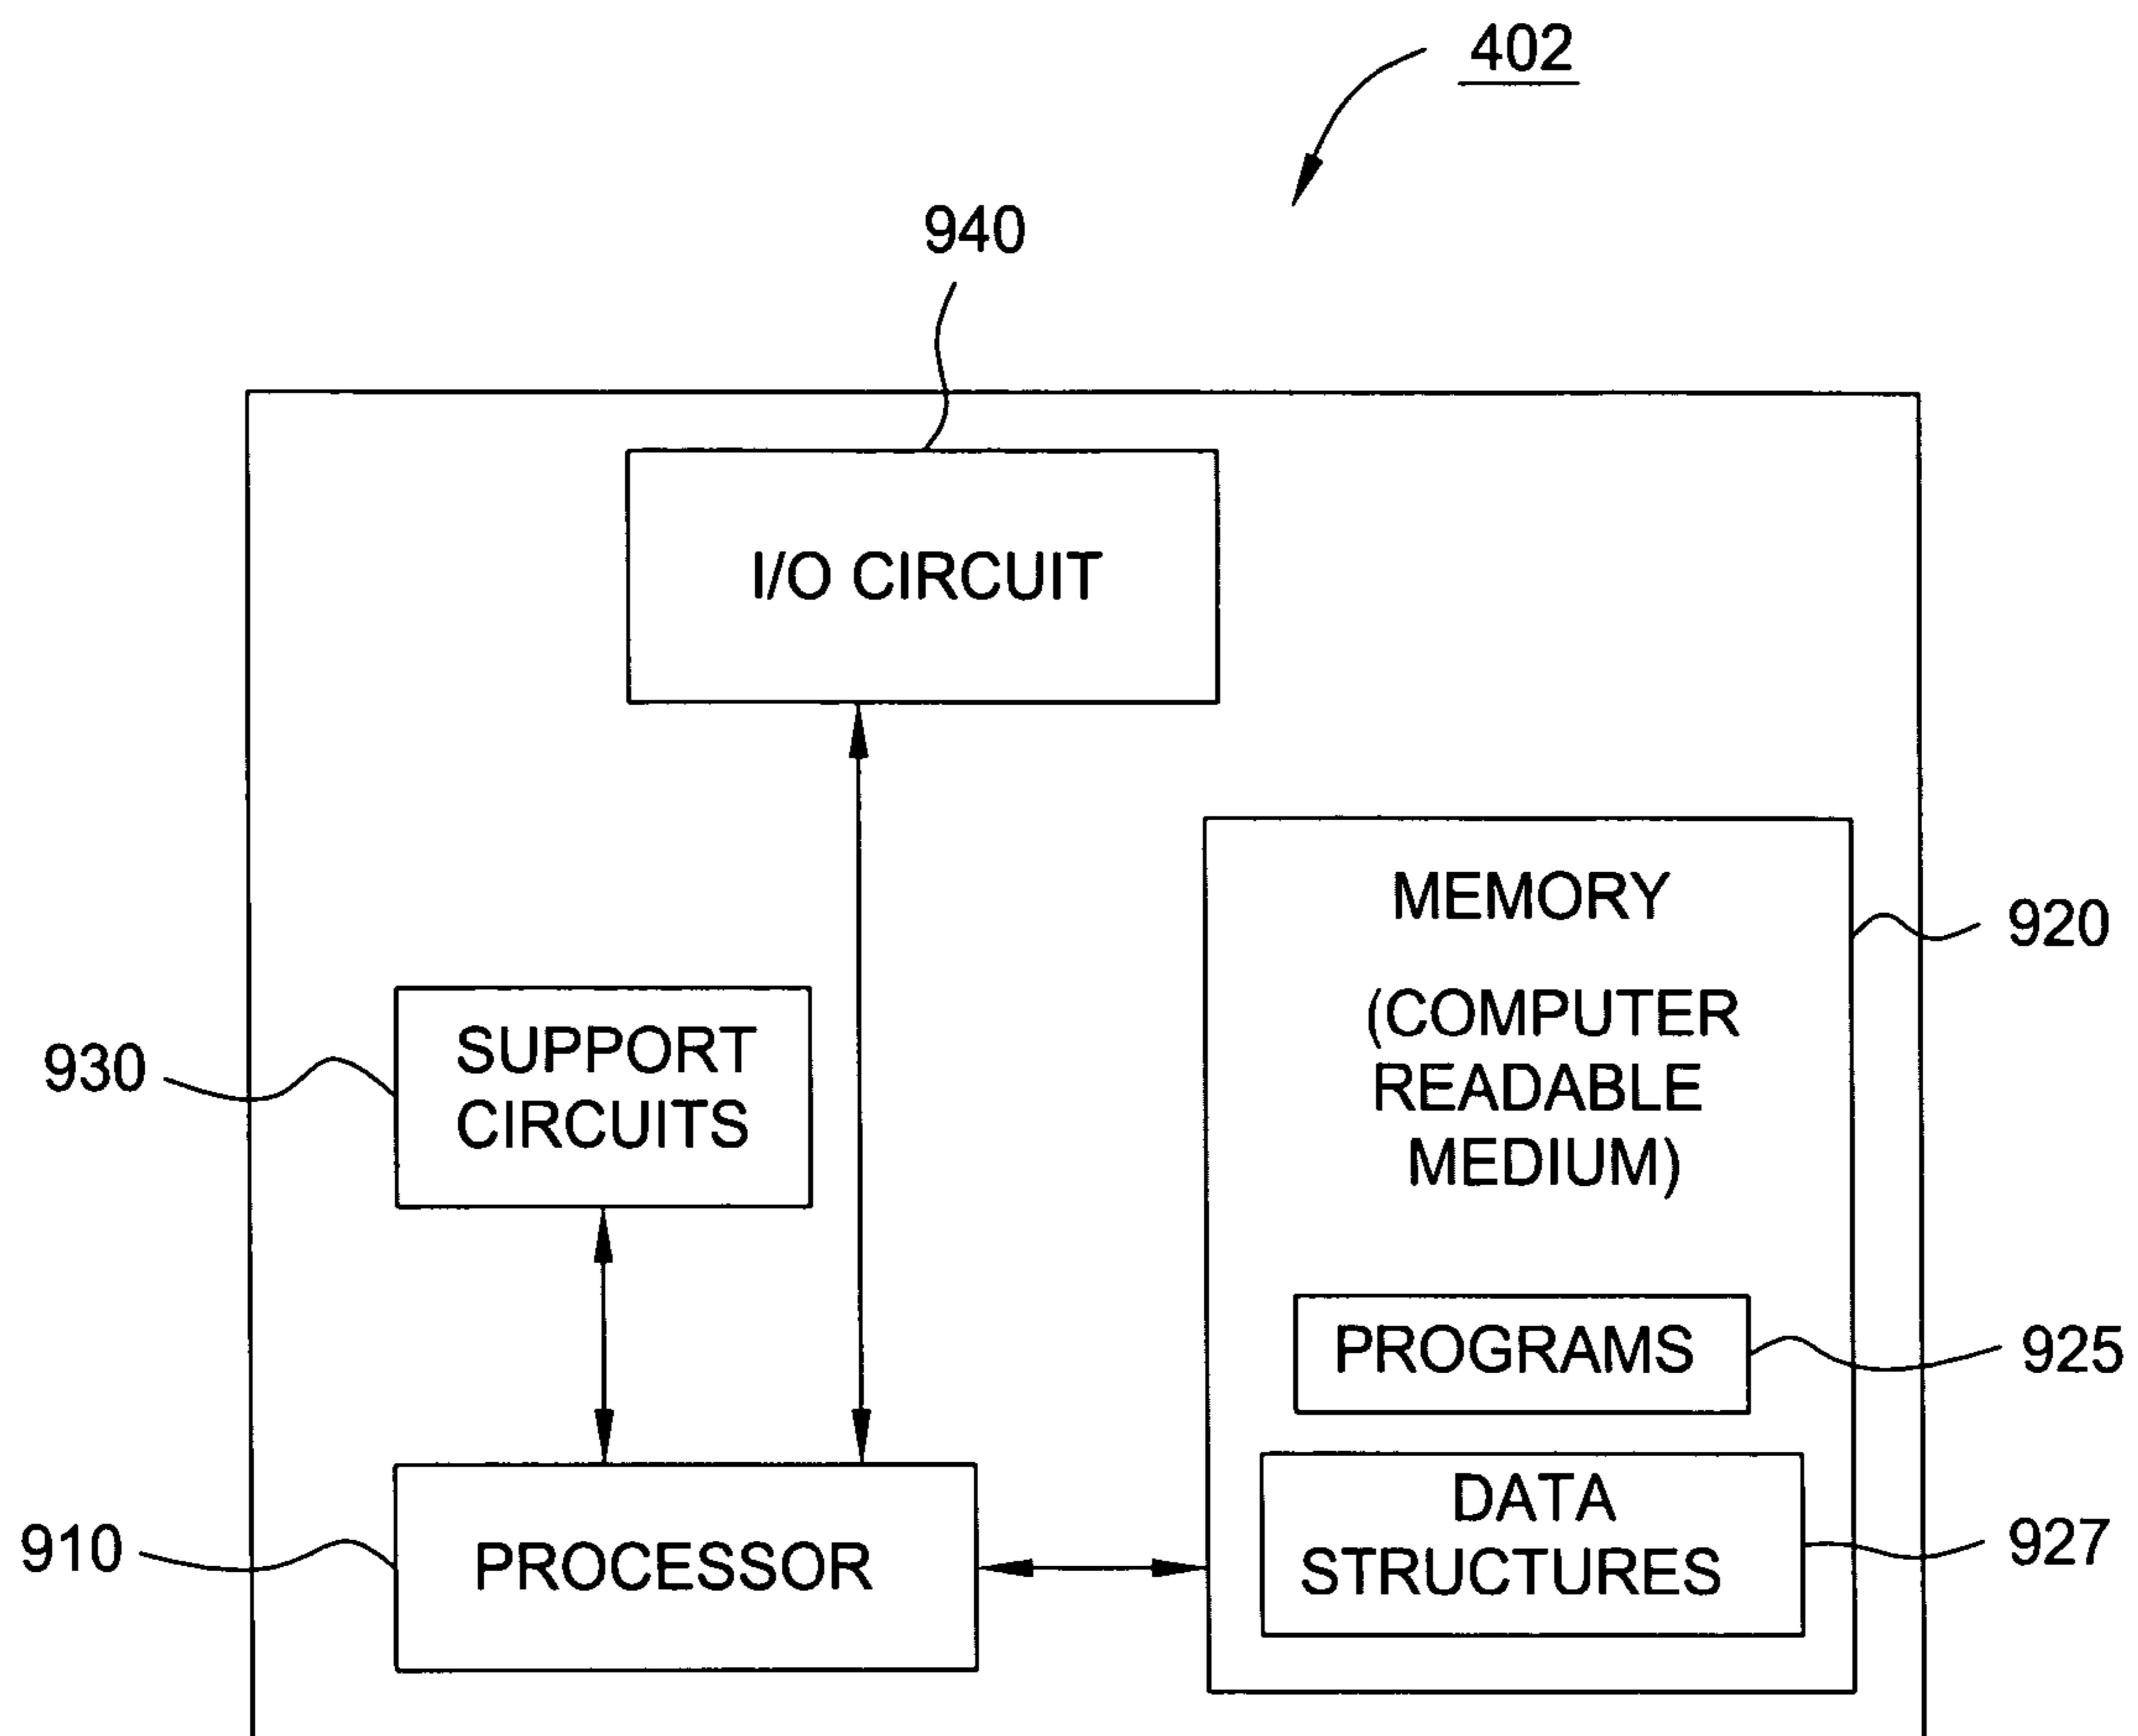 402
940
I/O CIRCUIT
MEMORY
920
(COMPUTER
READABLE
MEDIUM)
930
SUPPORT
CIRCUITS
PROGRAMS
925
DATA
STRUCTURES
927
910
PROCESSOR